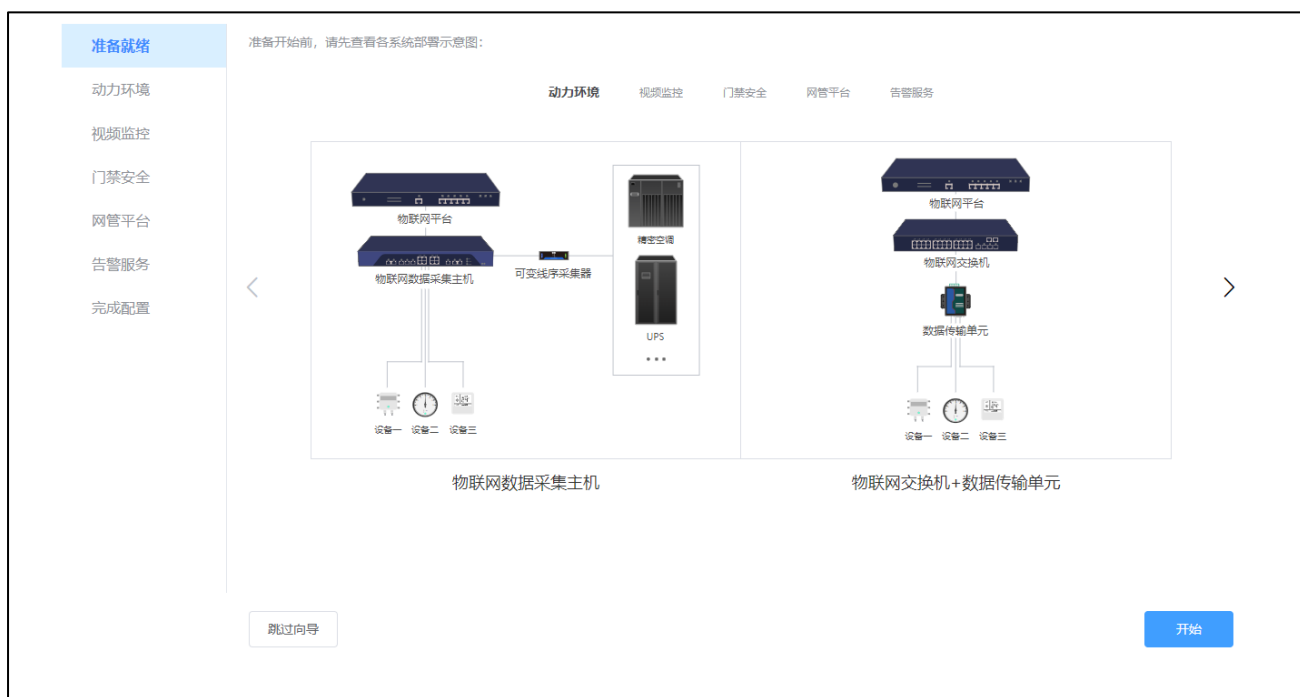 准备就绪
动力环境
视频监控
门禁安全
网管平台
告警服务
完成配置
准备开始前，请先查看各系统部署示意图：
动力环境 视频监控 门禁安全 网管平台 告警服务
物联网平台
物联网数据采集主机
可变线序采集器
精密空调
UPS
设备一 设备二 设备三
物联网数据采集主机
物联网平台
物联网交换机
数据传输单元
设备一 设备二 设备三
物联网交换机+数据传输单元
跳过向导
开始